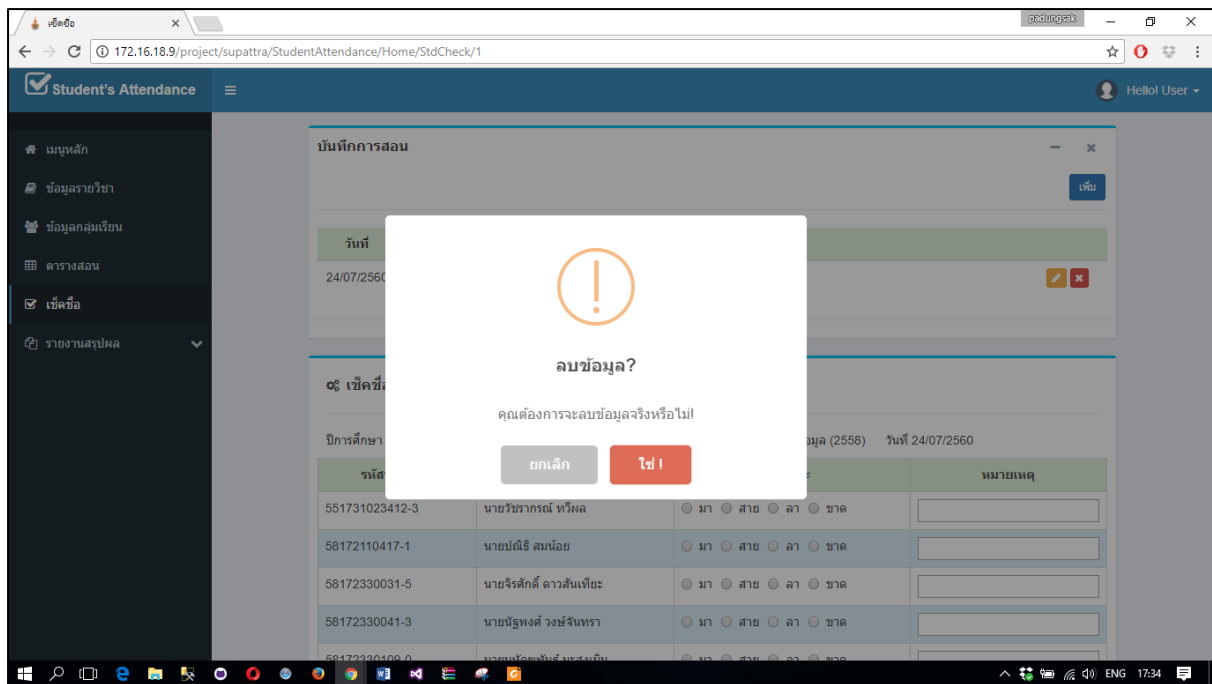 เช็คชื่อ
padungsak
172.16.18.9/project/supattra/StudentAttendance/Home/StdCheck/1
Student's Attendance
Hello! User
เมนูหลัก
ข้อมูลรายวิชา
ข้อมูลกลุ่มเรียน
ตารางสอน
เช็คชื่อ
รายงานสรุปผล
บันทึกการสอน
เพิ่ม
วันที่
24/07/2560
ลบข้อมูล?
คุณต้องการจะลบข้อมูลจริงหรือไม่!
ยกเลิก ใช่ !
เช็คชื่อ
ปีการศึกษา (2558) วันที่ 24/07/2560
หมายเหตุ
551731023412-3 นายวัชรากรณ์ ทวีผล มา สาย ลา ขาด
58172110417-1 นายปณิธิ สมน้อย มา สาย ลา ขาด
58172330031-5 นายจิรศักดิ์ ดาวสันเทียะ มา สาย ลา ขาด
58172330041-3 นายนัฐพงศ์ วงษ์จันทรา มา สาย ลา ขาด
58172330109-0 มา สาย ลา ขาด
ENG 17:34